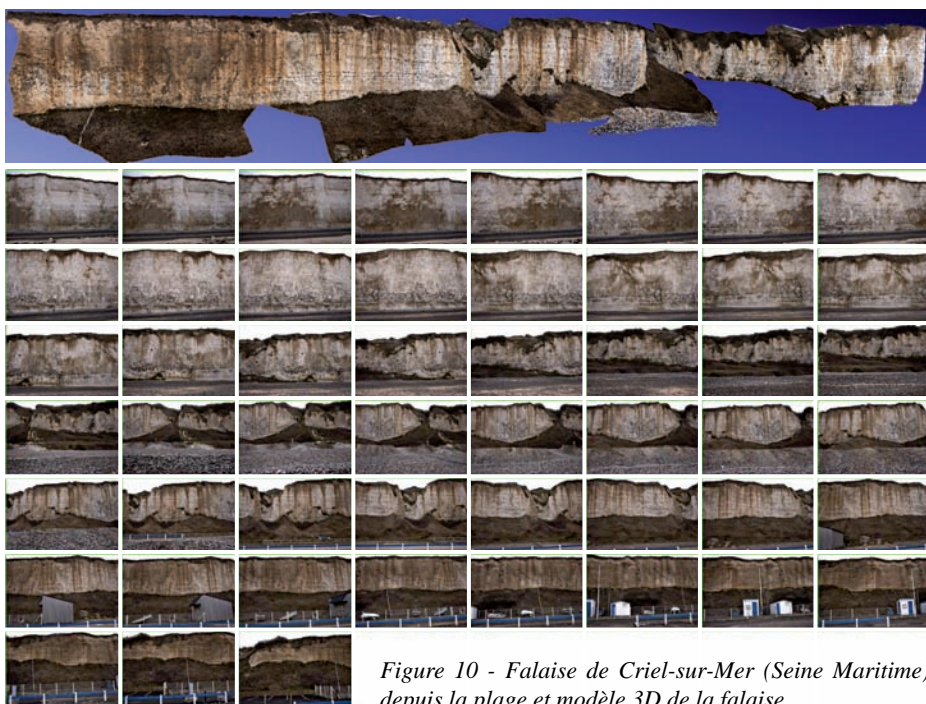 Figure 10 - Falaise de Criel-sur-Mer (Seine Maritime)
depuis la plage et modèle 3D de la falaise